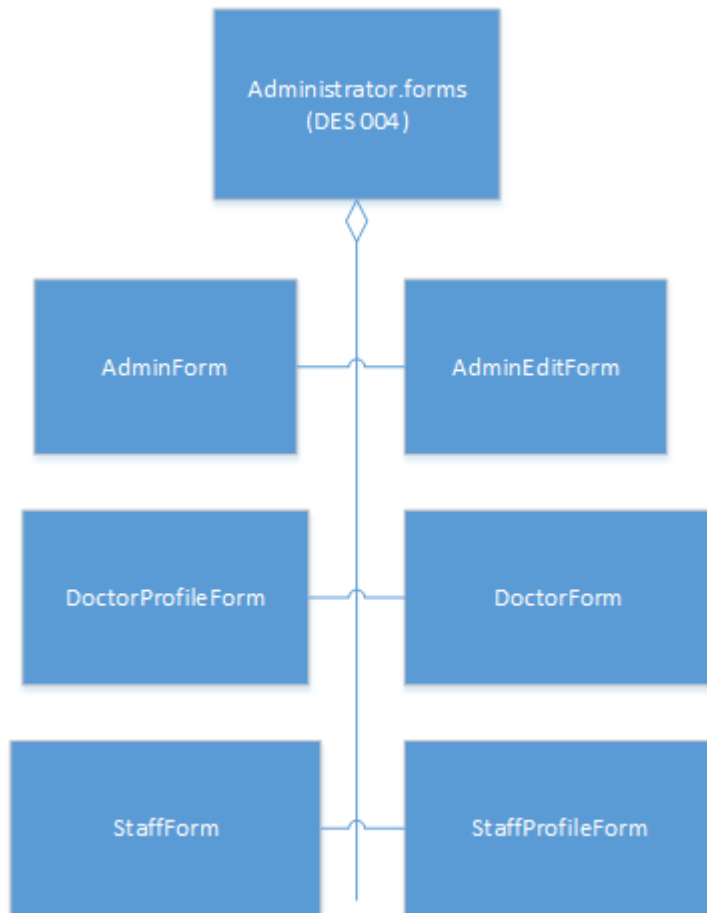 Administrator.forms
(DES 004)
AdminForm
AdminEditForm
DoctorProfileForm
DoctorForm
StaffForm
StaffProfileForm